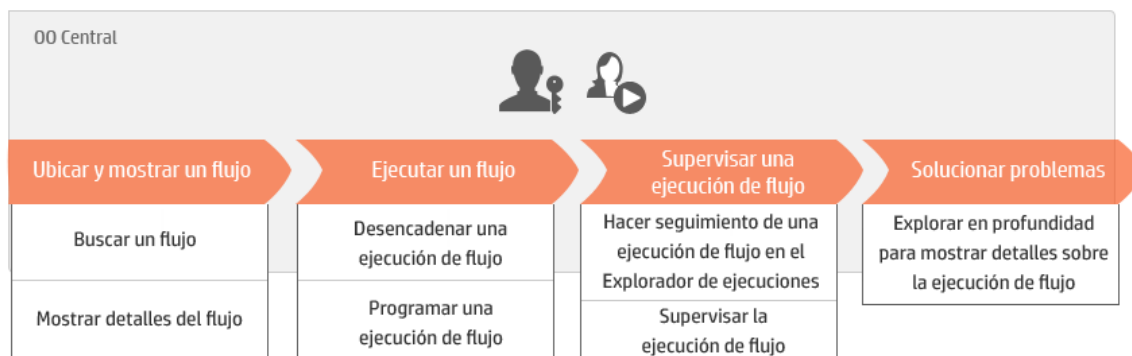 OO Central
Ubicar y mostrar un flujo
Buscar un flujo
Mostrar detalles del flujo
Ejecutar un flujo
Desencadenar una
ejecución de flujo
Programar una
ejecución de flujo
Supervisar una
ejecución de flujo
Hacer seguimiento de una
ejecución de flujo en el
Explorador de ejecuciones
Supervisar la
ejecución de flujo
Solucionar problemas
Explorar en profundidad
para mostrar detalles sobre
la ejecución de flujo